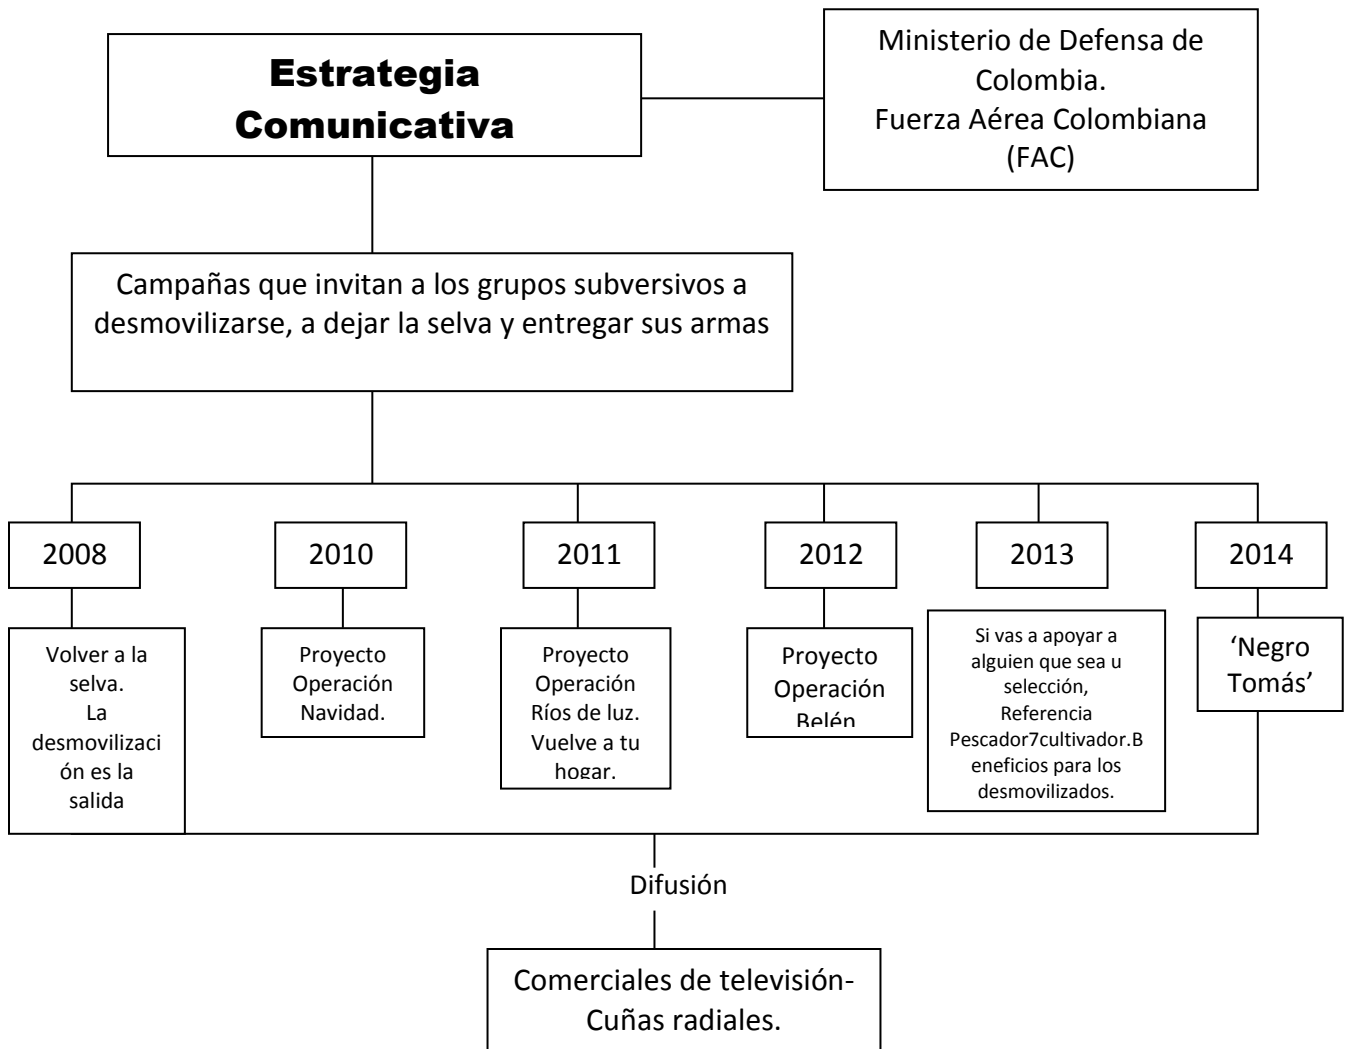 Estrategia
Comunicativa
Ministerio de Defensa de
Colombia.
Fuerza Aérea Colombiana
(FAC)
Campañas que invitan a los grupos subversivos a
desmovilizarse, a dejar la selva y entregar sus armas
2008
2010
2011
2012
2013
2014
Volver a la
selva.
La
desmovilizaci
ón es la
salida
Proyecto
Operación
Navidad.
Proyecto
Operación
Ríos de luz.
Vuelve a tu
hogar.
Proyecto
Operación
Belén
Si vas a apoyar a
alguien que sea u
selección,
Referencia
Pescador7cultivador.B
eneficios para los
desmovilizados.
‘Negro
Tomás’
Difusión
Comerciales de televisión-
Cuñas radiales.